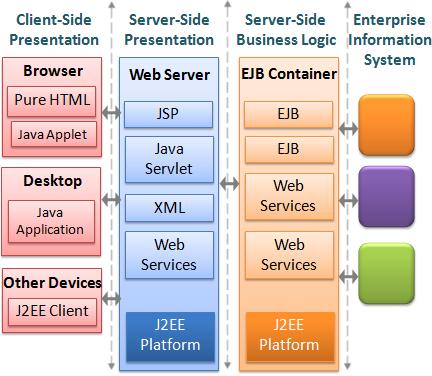 Client-Side
Presentation
Server-Side
Presentation
Server-Side
Business Logic
Enterprise
Information
System
Browser
Pure HTML
Java Applet
Desktop
Java
Application
Other Devices
J2EE Client
Web Server
JSP
Java
Servlet
XML
Web
Services
J2EE
Platform
EJB Container
EJB
EJB
Web
Services
Web
Services
J2EE
Platform